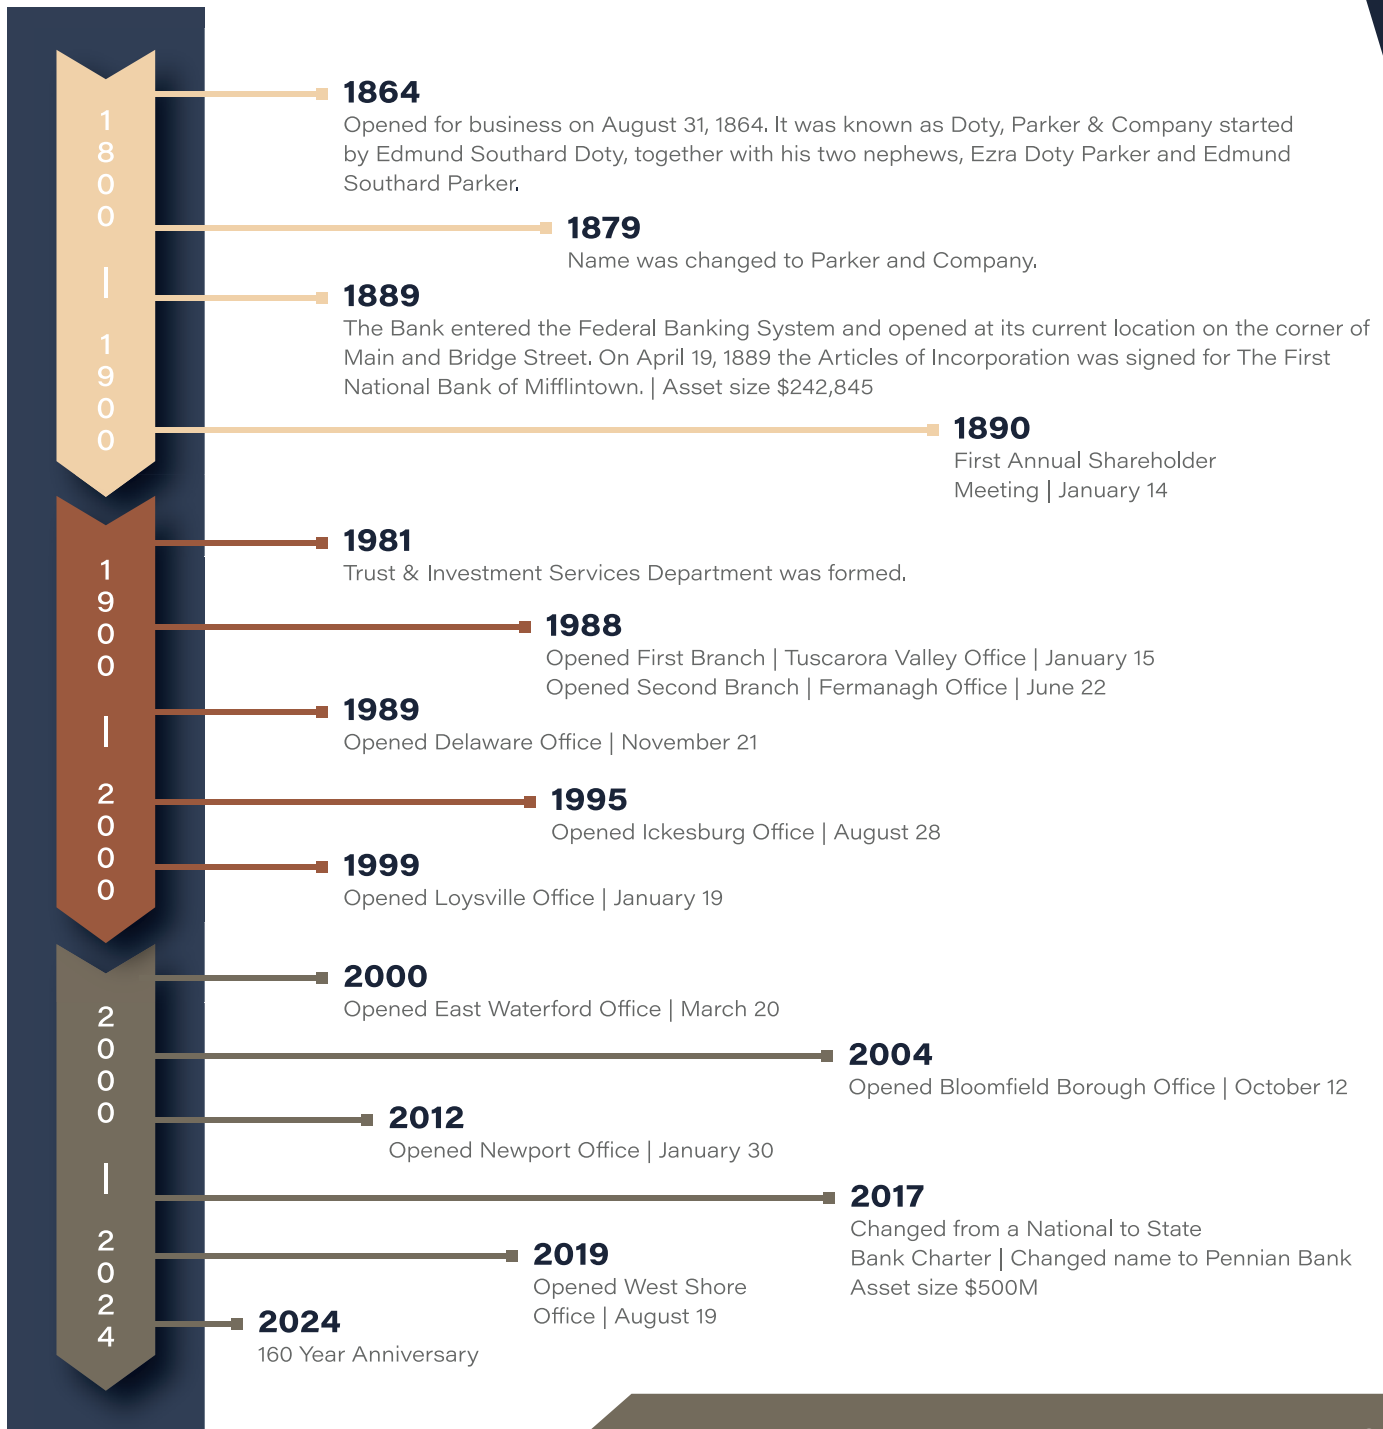 1800 | 1900
1864
Opened for business on August 31, 1864. It was known as Doty, Parker & Company started
by Edmund Southard Doty, together with his two nephews, Ezra Doty Parker and Edmund
Southard Parker.
1879
Name was changed to Parker and Company.
1889
The Bank entered the Federal Banking System and opened at its current location on the corner of
Main and Bridge Street. On April 19, 1889 the Articles of Incorporation was signed for The First
National Bank of Mifflintown. | Asset size $242,845
1890
First Annual Shareholder
Meeting | January 14
1900 | 2000
1981
Trust & Investment Services Department was formed.
1988
Opened First Branch | Tuscarora Valley Office | January 15
Opened Second Branch | Fermanagh Office | June 22
1989
Opened Delaware Office | November 21
1995
Opened Ickesburg Office | August 28
1999
Opened Loysville Office | January 19
2000 | 2024
2000
Opened East Waterford Office | March 20
2004
Opened Bloomfield Borough Office | October 12
2012
Opened Newport Office | January 30
2017
Changed from a National to State
Bank Charter | Changed name to Pennian Bank
Asset size $500M
2019
Opened West Shore
Office | August 19
2024
160 Year Anniversary